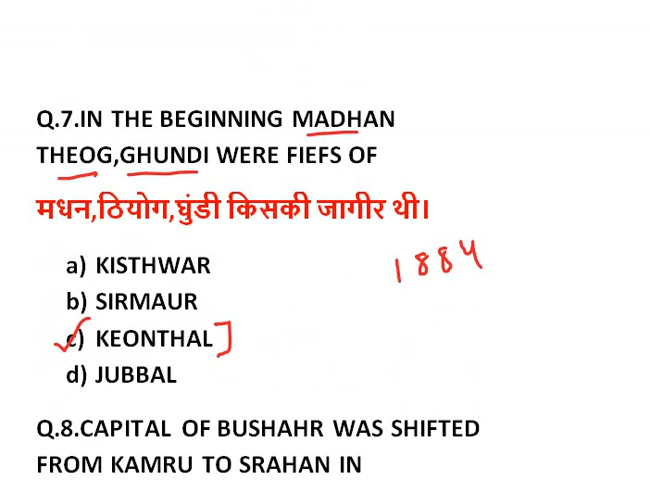 Q.7.IN THE BEGINNING MADHAN
THEOG,GHUNDI WERE FIEFS OF
मधन,ठियोग,घुंडी किसकी जागीर थी।
a) KISTHWAR
1884
b) SIRMAUR
c) KEONTHAL
d) JUBBAL
Q.8.CAPITAL OF BUSHAHR WAS SHIFTED
FROM KAMRU TO SRAHAN IN